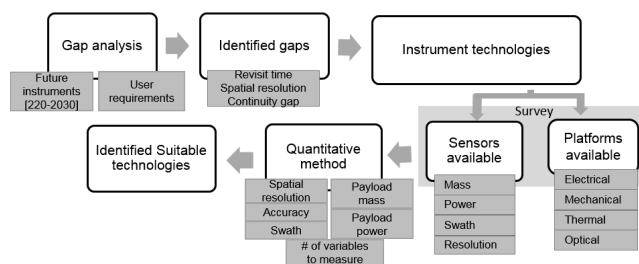 Gap analysis
Future
instruments
[220-2030]
User
requirements
Identified gaps
Revisit time
Spatial resolution
Continuity gap
Instrument technologies
Survey
Sensors
available
Mass
Power
Swath
Resolution
Platforms
available
Electrical
Mechanical
Thermal
Optical
Quantitative
method
Spatial
resolution
Accuracy
Swath
Payload
mass
Payload
power
# of variables
to measure
Identified Suitable
technologies